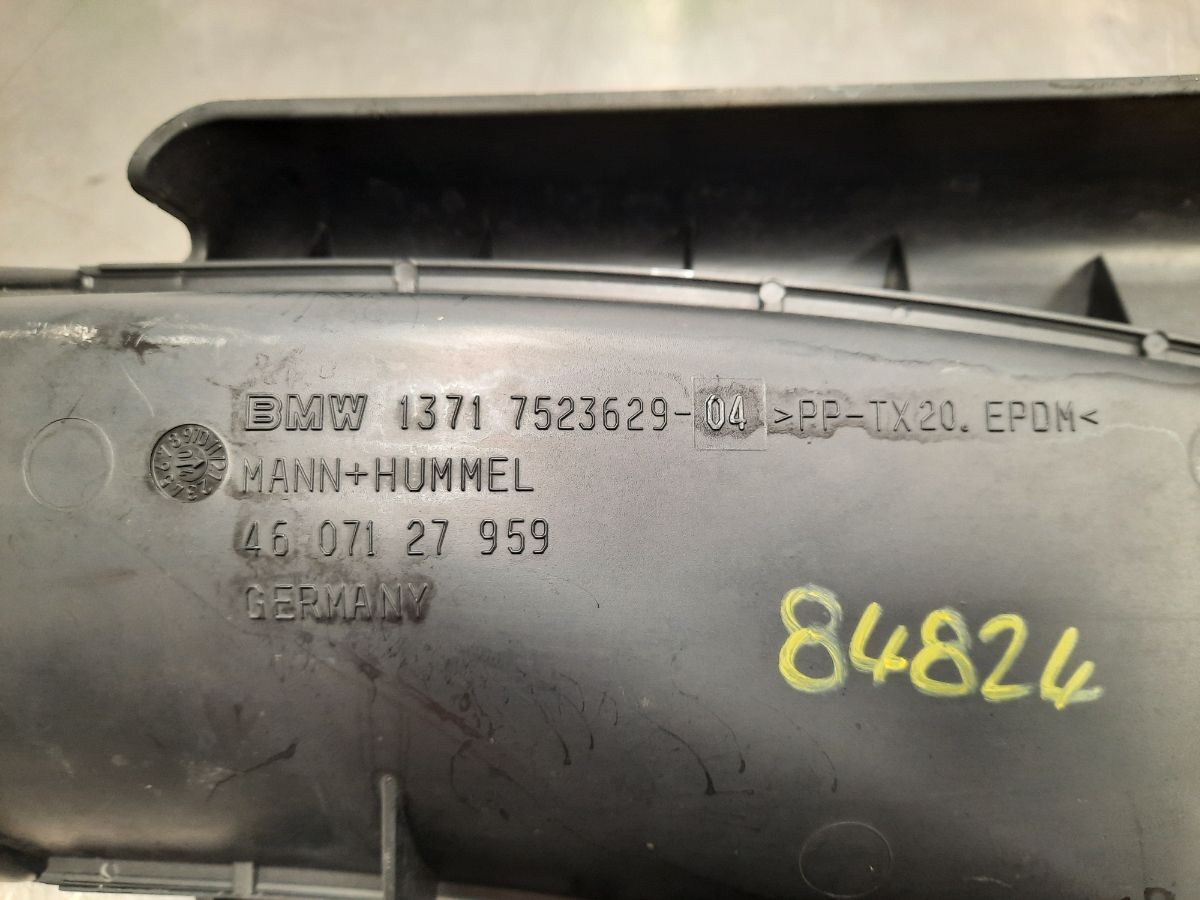 BMW 1371 7523629-04 >PP-TX20.EPDM<
MANN+HUMMEL
46 071 27 959
GERMANY
84824